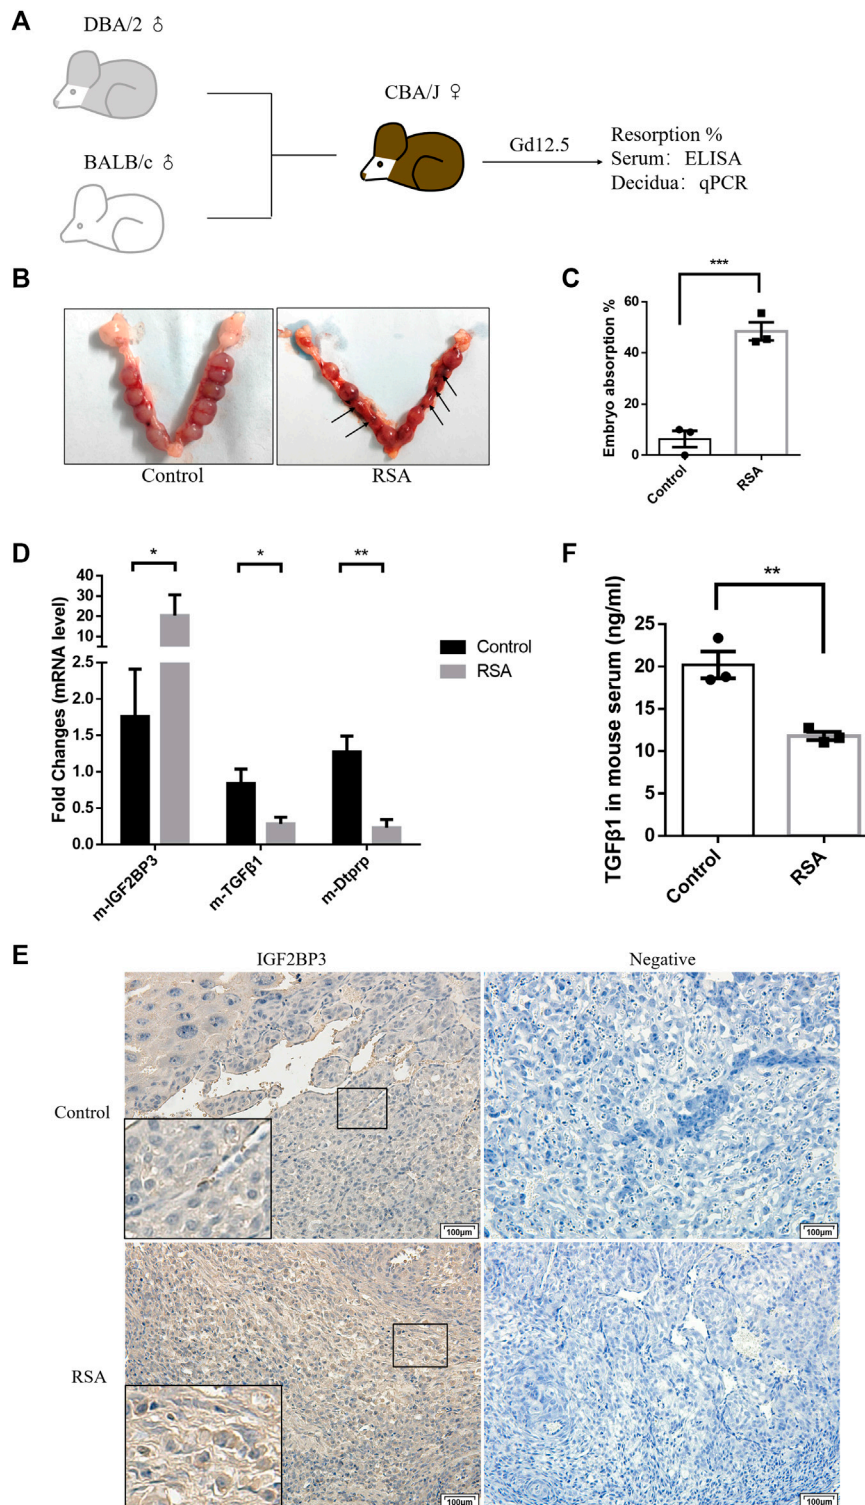 A
DBA/2 ♂
BALB/c ♂
CBA/J ♀
Gd12.5
Resorption %
Serum: ELISA
Decidua: qPCR
B
Control
RSA
C
***
Embryo absorption %
60
40
20
0
Control
RSA
D
*
*
**
Fold Changes (mRNA level)
40
30
20
10
2.5
2.0
1.5
1.0
0.5
0.0
m-IGF2BP3
m-TGFβ1
m-Dtprp
Control
RSA
F
**
TGFβ1 in mouse serum (ng/ml)
25
20
15
10
5
0
Control
RSA
E
IGF2BP3
Negative
Control
100μm
100μm
RSA
100μm
100μm